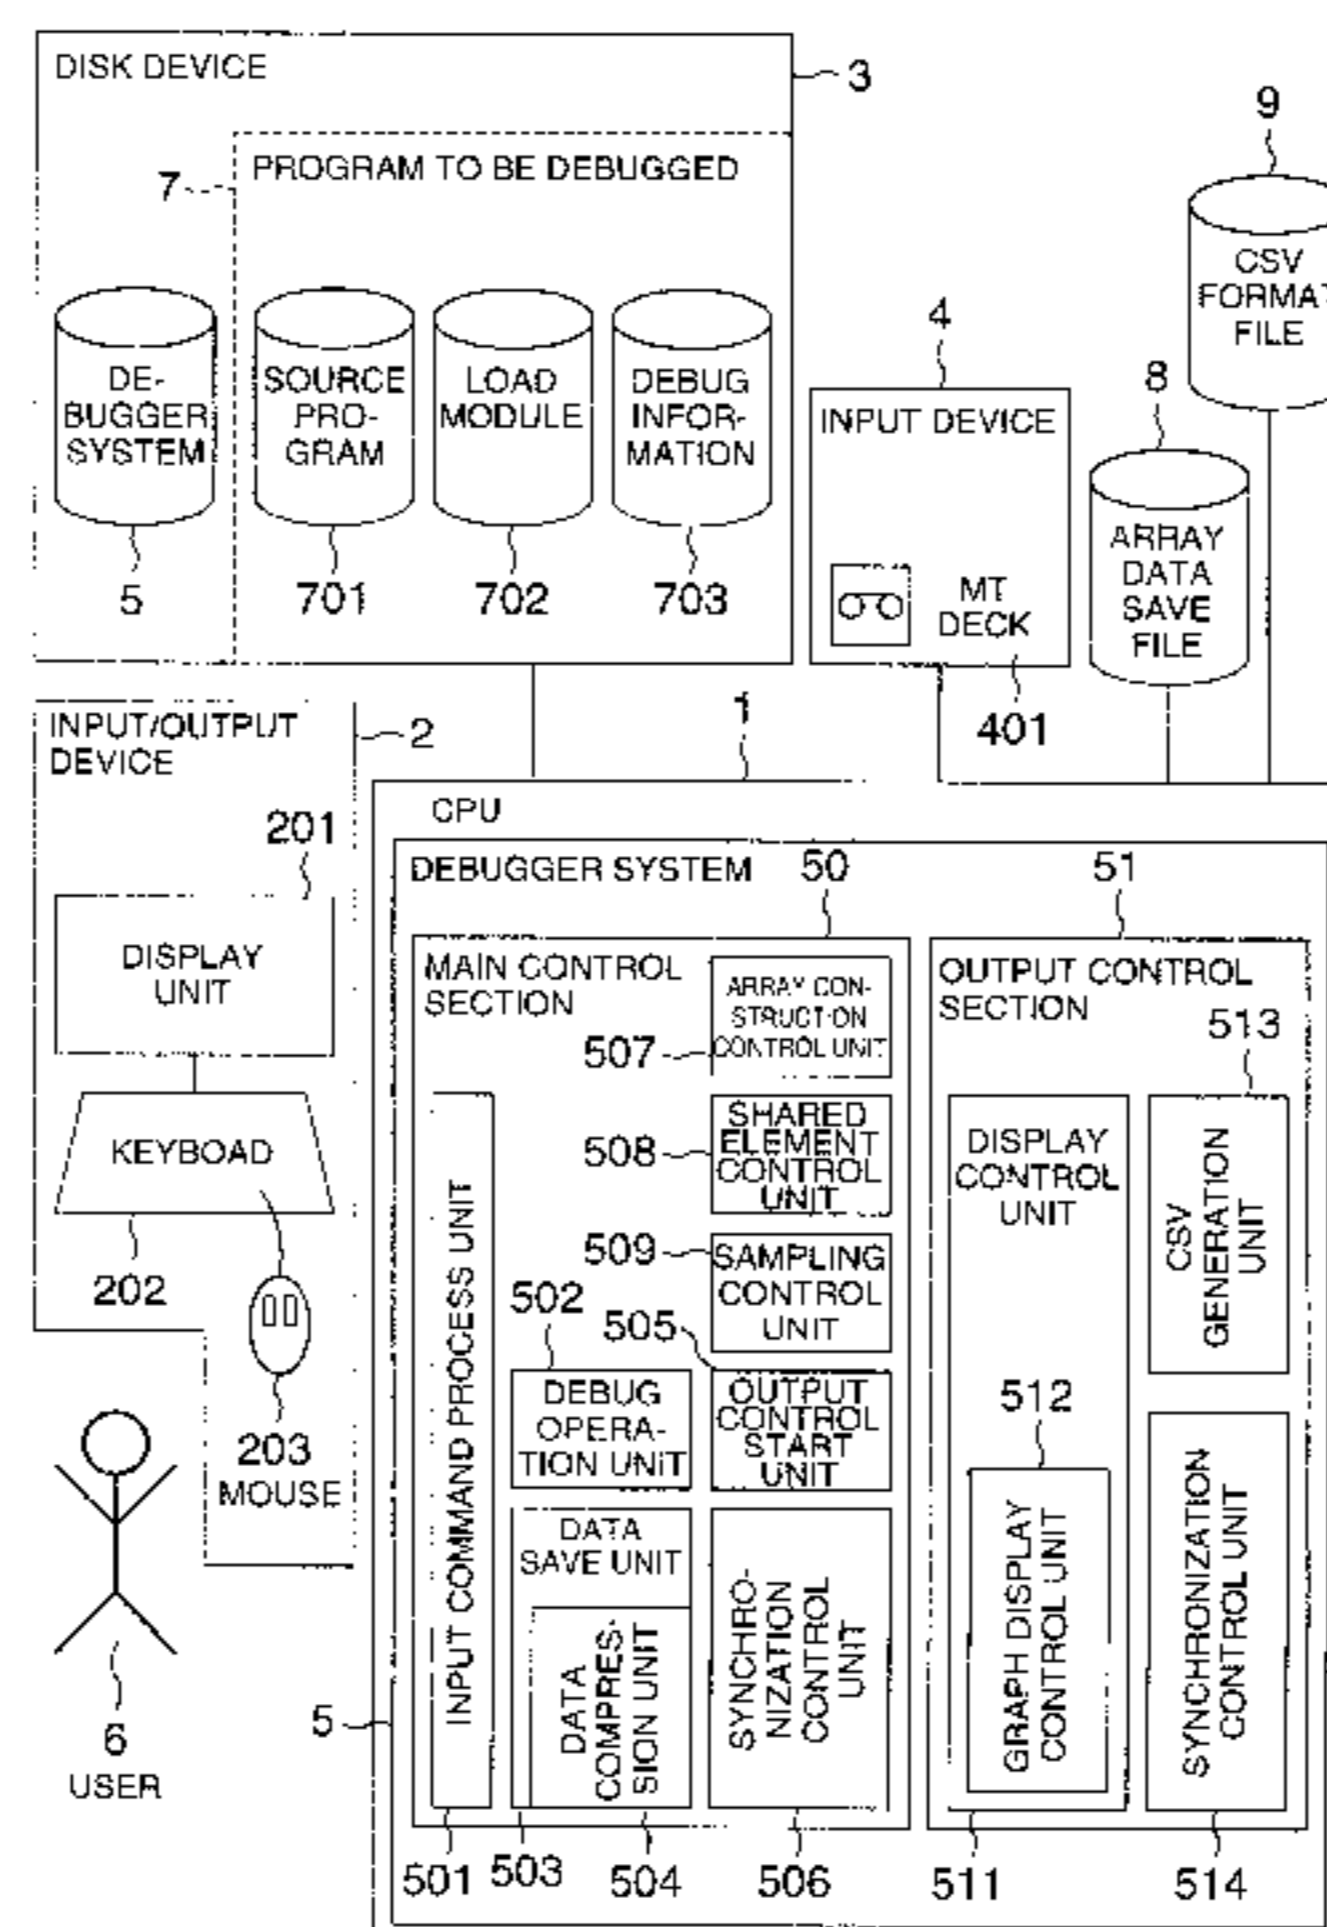 DISK DEVICE
3
7
PROGRAM TO BE DEBUGGED
DE-
BUGGER
SYSTEM
5
SOURCE
PRO-
GRAM
701
LOAD
MODULE
702
DEBUG
INFOR-
MATION
703
4
INPUT DEVICE
MT
DECK
401
8
ARRAY
DATA
SAVE
FILE
9
CSV
FORMAT
FILE
INPUT/OUTPUT
DEVICE
2
201
DISPLAY
UNIT
KEYBOAD
202
203
MOUSE
6
USER
1
CPU
5
DEBUGGER SYSTEM
50
MAIN CONTROL
SECTION
ARRAY CON-
STRUCTION
CONTROL UNIT
507
SHARED
ELEMENT
CONTROL
UNIT
508
SAMPLING
CONTROL
UNIT
509
INPUT COMMAND PROCESS UNIT
501
502
DEBUG
OPERA-
TION UNIT
505
OUTPUT
CONTROL
START
UNIT
DATA
SAVE UNIT
503
DATA
COMPRES-
SION UNIT
504
SYNCHRO-
NIZATION
CONTROL
UNIT
506
51
OUTPUT CONTROL
SECTION
DISPLAY
CONTROL
UNIT
511
512
GRAPH DISPLAY
CONTROL UNIT
513
CSV
GENERATION
UNIT
SYNCHRONIZATION
CONTROL UNIT
514